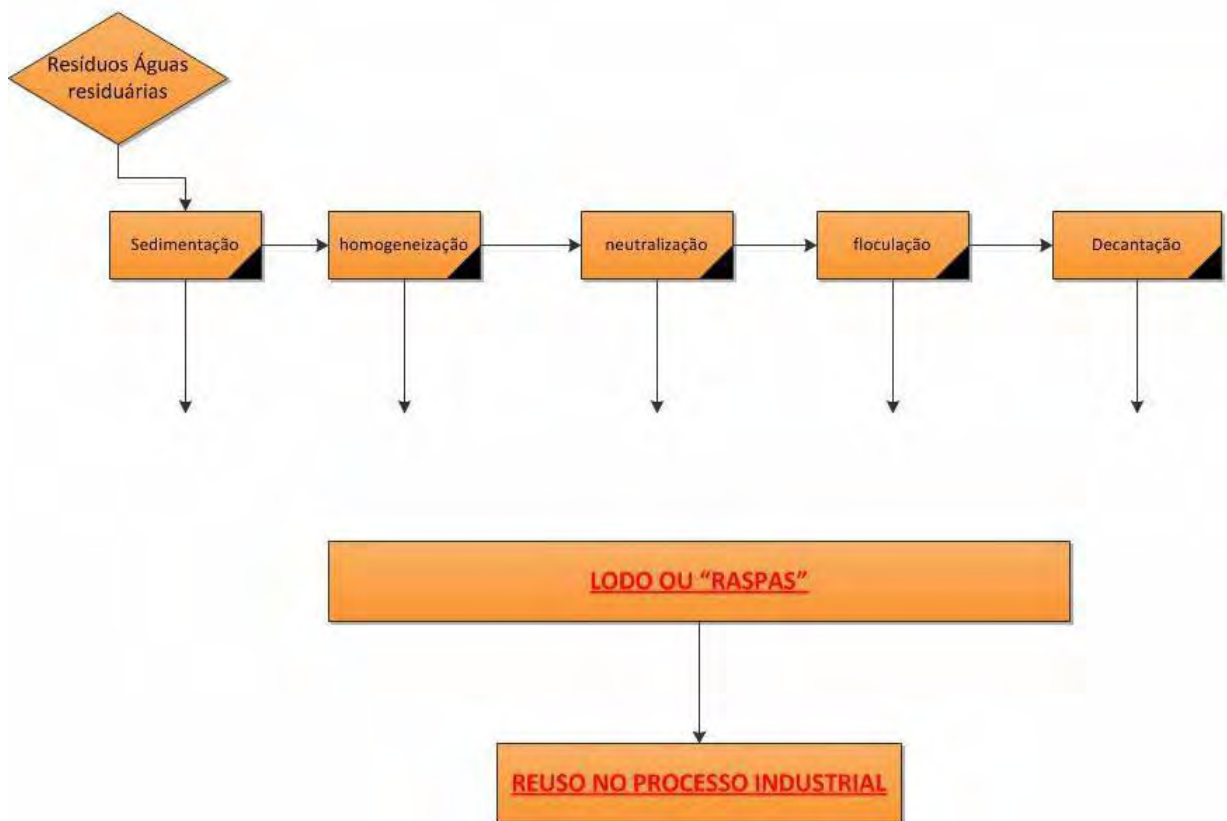 Resíduos Águas
residuárias
Sedimentação
homogeneização
neutralização
floculação
Decantação
LODO OU “RASPAS”
REUSO NO PROCESSO INDUSTRIAL